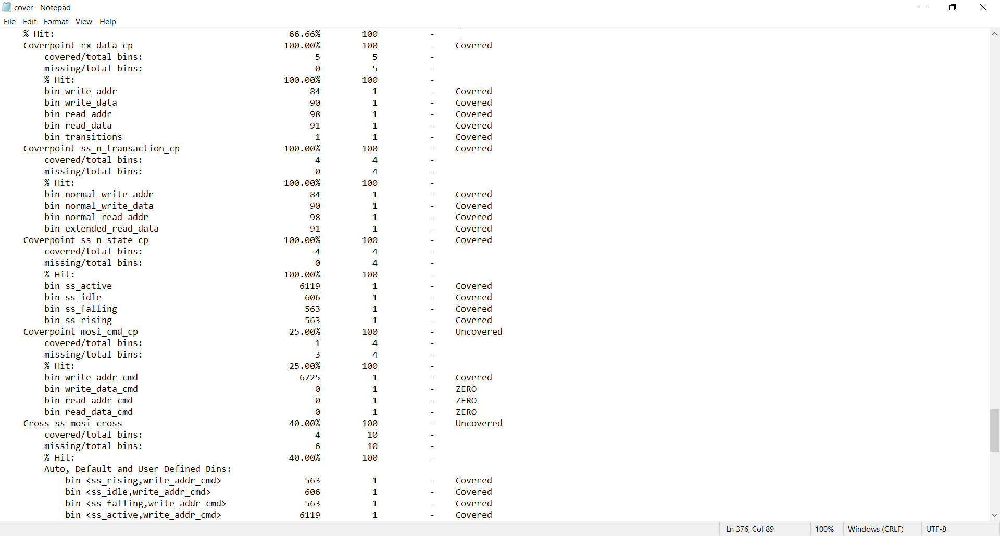 cover - Notepad
File Edit Format View Help
% Hit: 66.66% 100 -
Coverpoint rx_data_cp 100.00% 100 - Covered
covered/total bins: 5 5 -
missing/total bins: 0 5 -
% Hit: 100.00% 100 -
bin write_addr 84 1 - Covered
bin write_data 90 1 - Covered
bin read_addr 98 1 - Covered
bin read_data 91 1 - Covered
bin transitions 1 1 - Covered
Coverpoint ss_n_transaction_cp 100.00% 100 - Covered
covered/total bins: 4 4 -
missing/total bins: 0 4 -
% Hit: 100.00% 100 -
bin normal_write_addr 84 1 - Covered
bin normal_write_data 90 1 - Covered
bin normal_read_addr 98 1 - Covered
bin extended_read_data 91 1 - Covered
Coverpoint ss_n_state_cp 100.00% 100 - Covered
covered/total bins: 4 4 -
missing/total bins: 0 4 -
% Hit: 100.00% 100 -
bin ss_active 6119 1 - Covered
bin ss_idle 606 1 - Covered
bin ss_falling 563 1 - Covered
bin ss_rising 563 1 - Covered
Coverpoint mosi_cmd_cp 25.00% 100 - Uncovered
covered/total bins: 1 4 -
missing/total bins: 3 4 -
% Hit: 25.00% 100 -
bin write_addr_cmd 6725 1 - Covered
bin write_data_cmd 0 1 - ZERO
bin read_addr_cmd 0 1 - ZERO
bin read_data_cmd 0 1 - ZERO
Cross ss_mosi_cross 40.00% 100 - Uncovered
covered/total bins: 4 10 -
missing/total bins: 6 10 -
% Hit: 40.00% 100 -
Auto, Default and User Defined Bins:
bin <ss_rising,write_addr_cmd> 563 1 - Covered
bin <ss_idle,write_addr_cmd> 606 1 - Covered
bin <ss_falling,write_addr_cmd> 563 1 - Covered
bin <ss_active,write_addr_cmd> 6119 1 - Covered
Ln 376, Col 89 100% Windows (CRLF) UTF-8